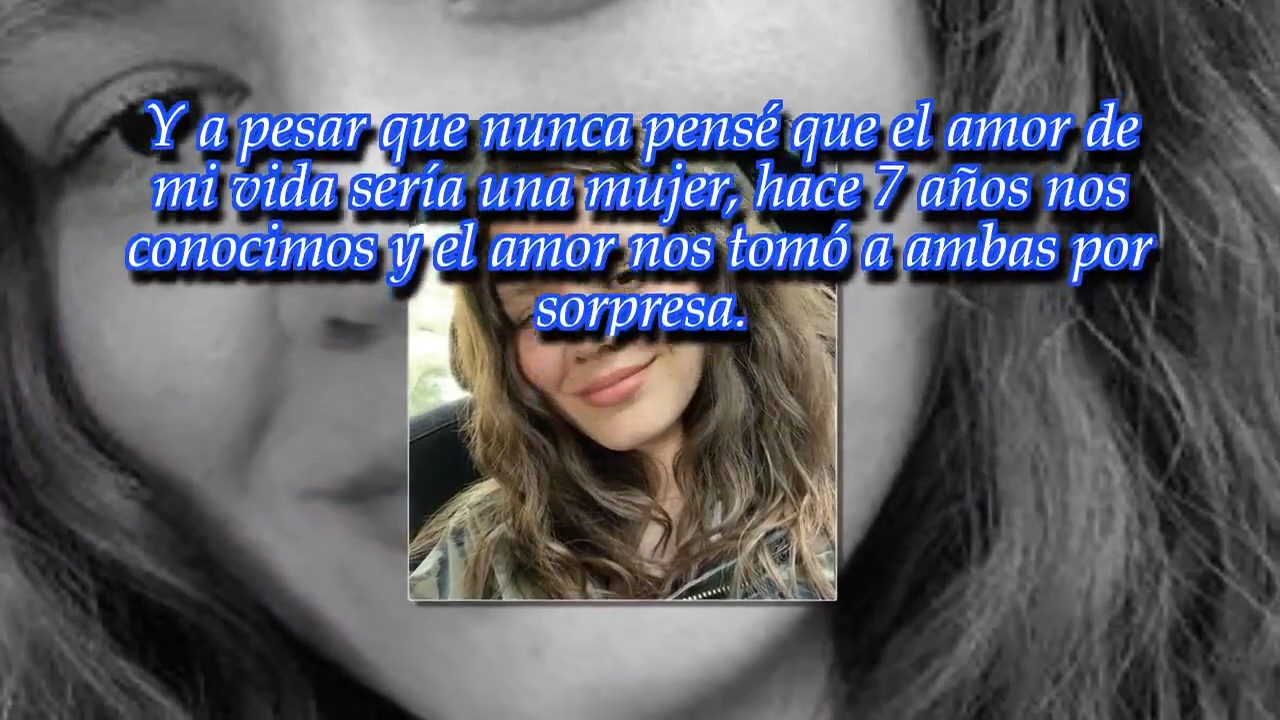 Y a pesar que nunca pensé que el amor de
mi vida sería una mujer, hace 7 años nos
conocimos y el amor nos tomó a ambas por
sorpresa.